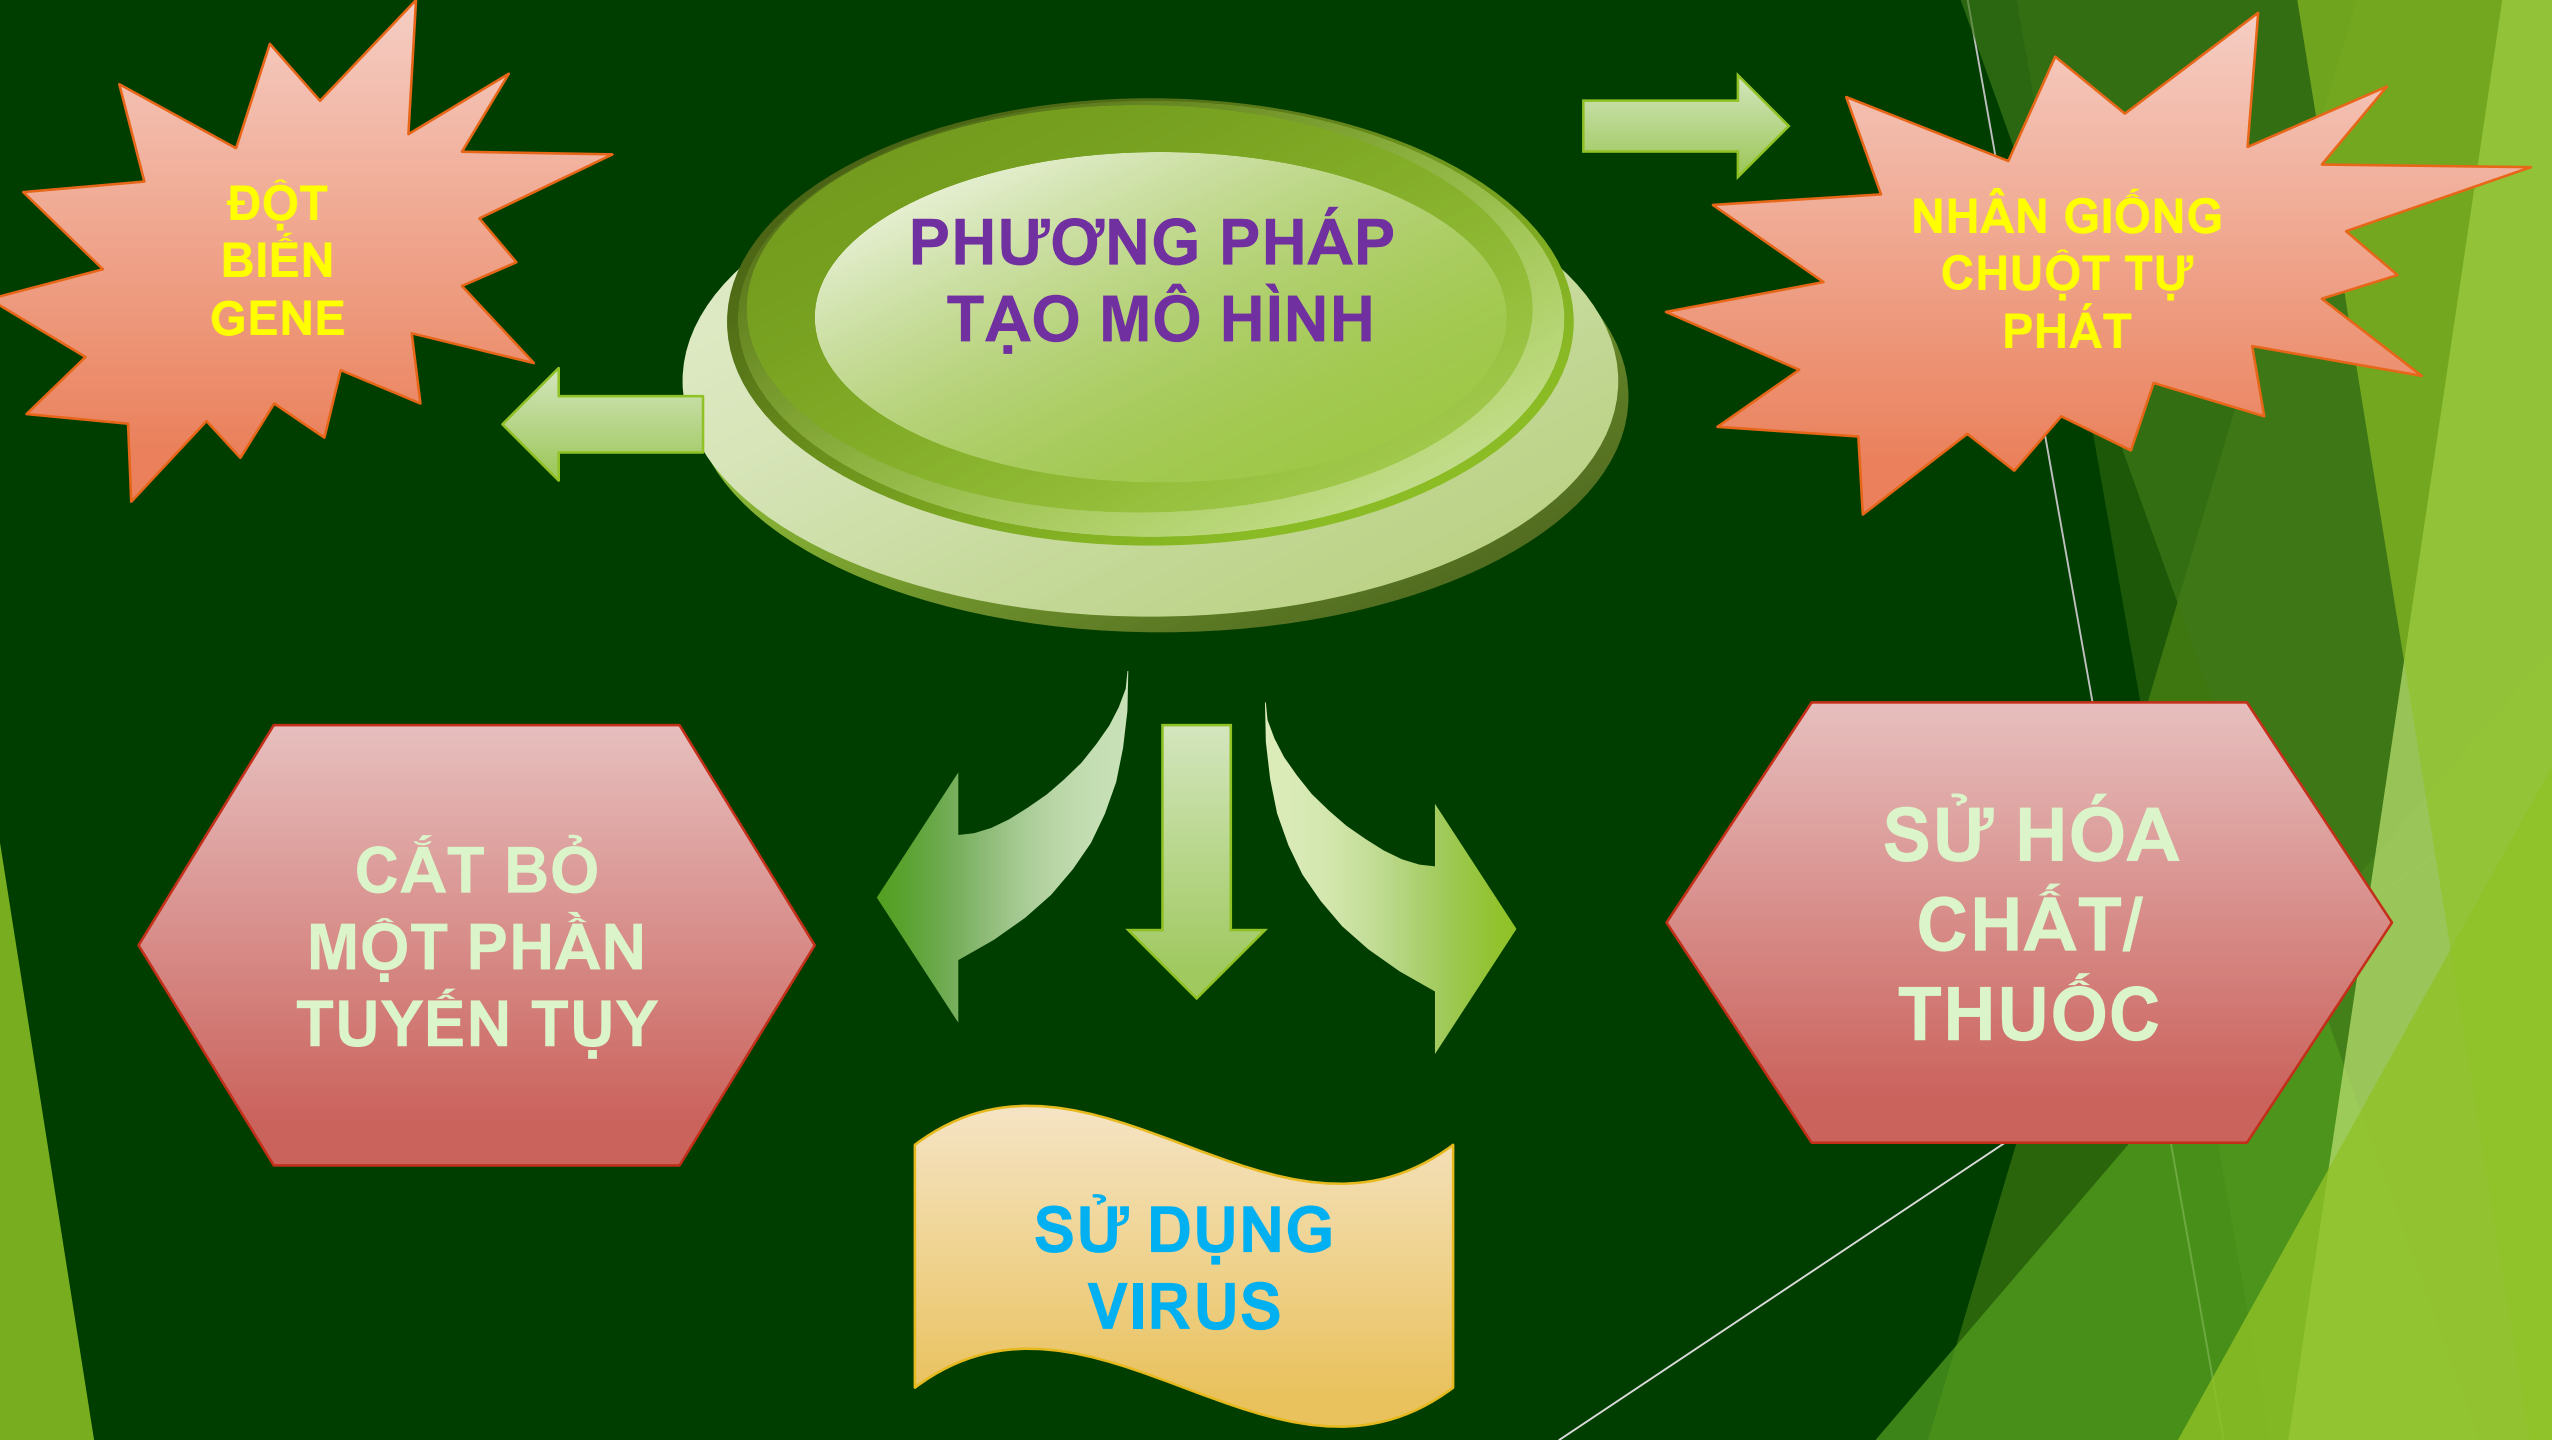 ĐỘT
BIẾN
GENE
PHƯƠNG PHÁP
TẠO MÔ HÌNH
NHÂN GIỐNG
CHUỘT TỰ
PHÁT
CẮT BỎ
MỘT PHẦN
TUYẾN TỤY
SỬ HÓA
CHẤT/
THUỐC
SỬ DỤNG
VIRUS